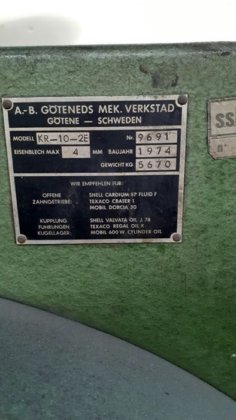 A.-B. GÖTENEDS MEK. VERKSTAD
GÖTENE — SCHWEDEN
MODELL KR-10-2E Nr 9691
EISENBLECH MAX 4 MM BAUJAHR 1974
GEWICHT KG 5670
WIR EMPFEHLEN FÜR:
OFFENE ZAHNGETRIEBE: SHELL CARDIUM EP FLUID F
TEXACO CRATER 1
MOBIL DORCIA 30
KUPPLUNG SHELL VALVATA OIL J. 78
FÜHRUNGEN TEXACO REGAL OIL K
KUGELLAGER: MOBIL 600 W. CYLINDER OIL
SS
n°